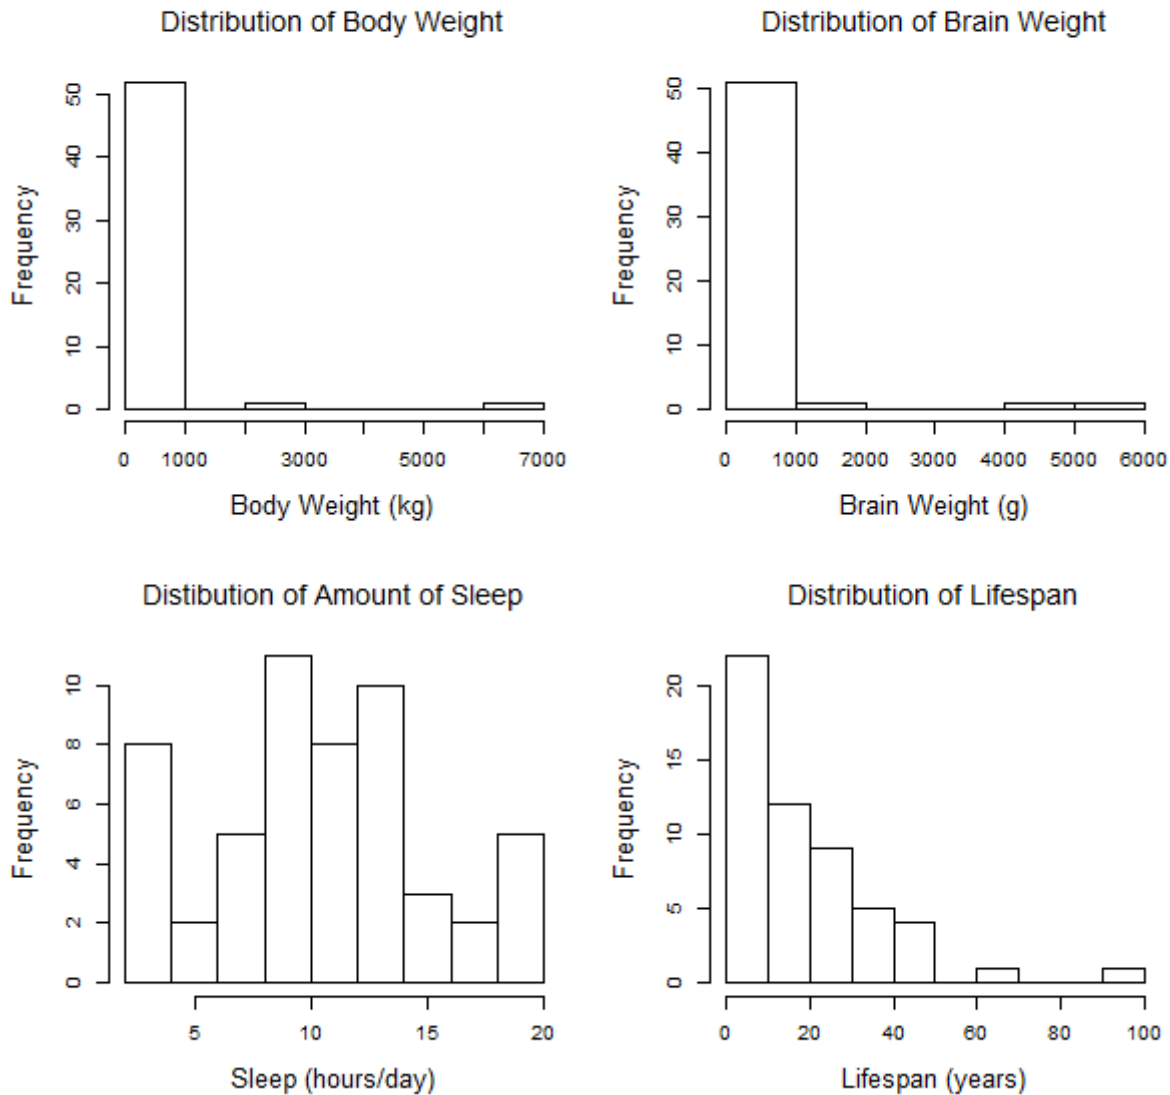 Distribution of Body Weight
Frequency
50
40
30
20
10
0
0 1000 3000 5000 7000
Body Weight (kg)
Distribution of Brain Weight
Frequency
50
40
30
20
10
0
0 1000 2000 3000 4000 5000 6000
Brain Weight (g)
Distibution of Amount of Sleep
Frequency
10
8
6
4
2
0
5 10 15 20
Sleep (hours/day)
Distribution of Lifespan
Frequency
20
15
10
5
0
0 20 40 60 80 100
Lifespan (years)